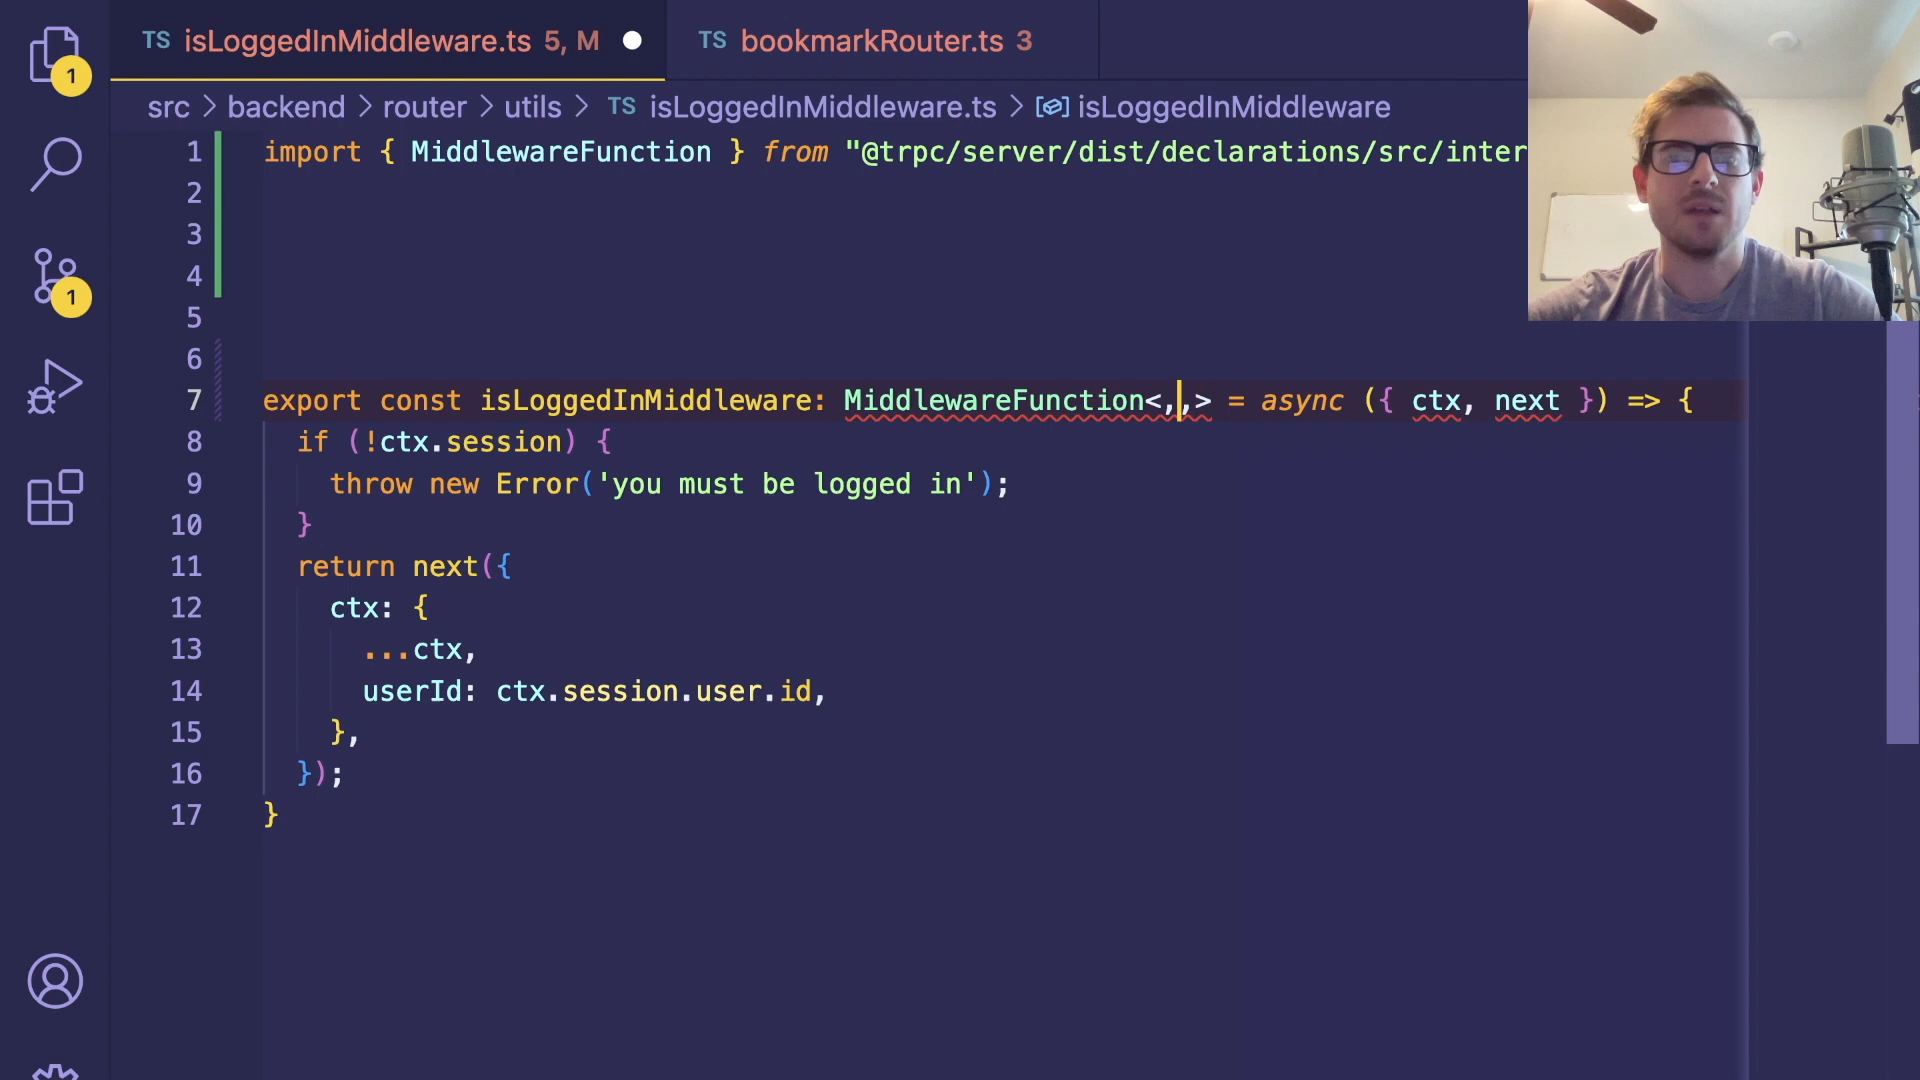 TS isLoggedInMiddleware.ts 5, M
TS bookmarkRouter.ts 3
src > backend > router > utils > TS isLoggedInMiddleware.ts > isLoggedInMiddleware
1
1
1 import { MiddlewareFunction } from "@trpc/server/dist/declarations/src/inter
2
3
4
5
6
7 export const isLoggedInMiddleware: MiddlewareFunction<,,> = async ({ ctx, next }) => {
8 if (!ctx.session) {
9 throw new Error('you must be logged in');
10 }
11 return next({
12 ctx: {
13 ...ctx,
14 userId: ctx.session.user.id,
15 },
16 });
17 }